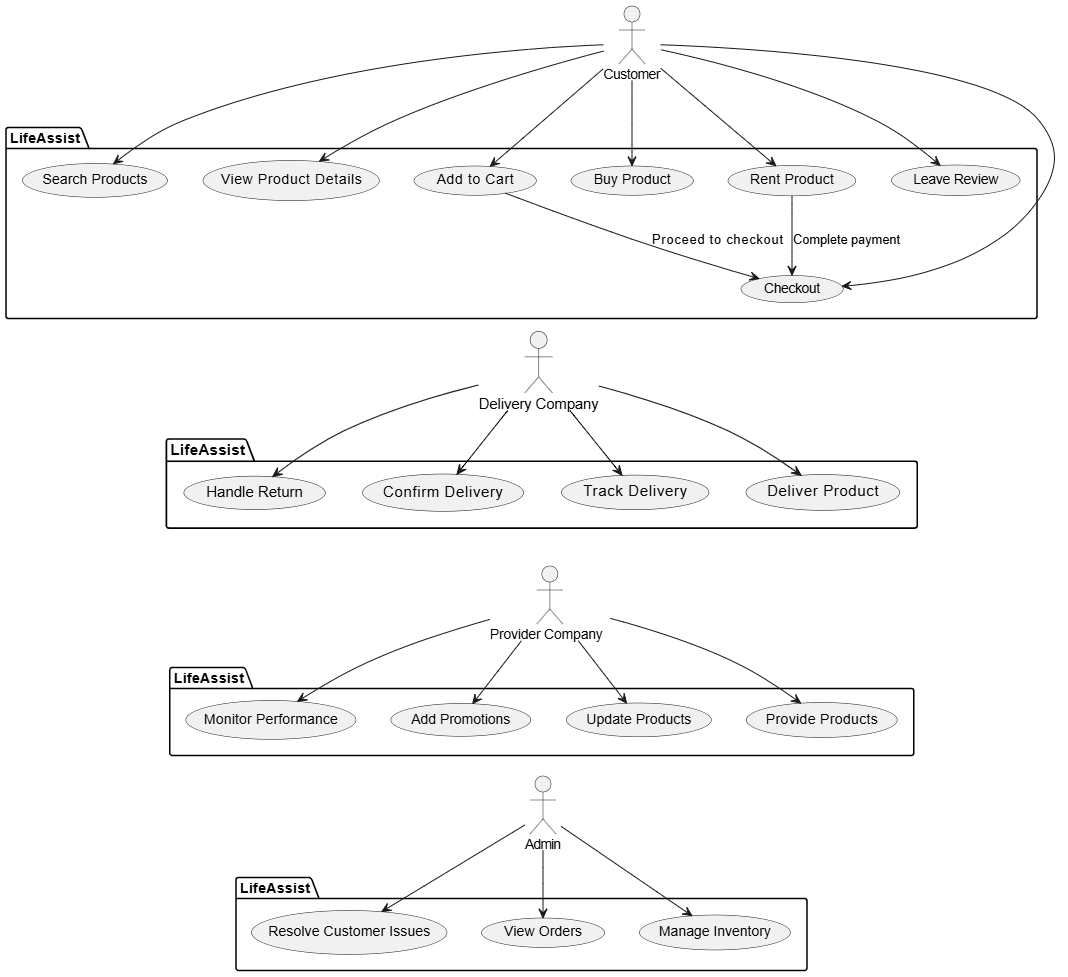 Customer
LifeAssist
Search Products
View Product Details
Add to Cart
Buy Product
Rent Product
Leave Review
Proceed to checkout
Complete payment
Checkout
Delivery Company
LifeAssist
Handle Return
Confirm Delivery
Track Delivery
Deliver Product
Provider Company
LifeAssist
Monitor Performance
Add Promotions
Update Products
Provide Products
Admin
LifeAssist
Resolve Customer Issues
View Orders
Manage Inventory